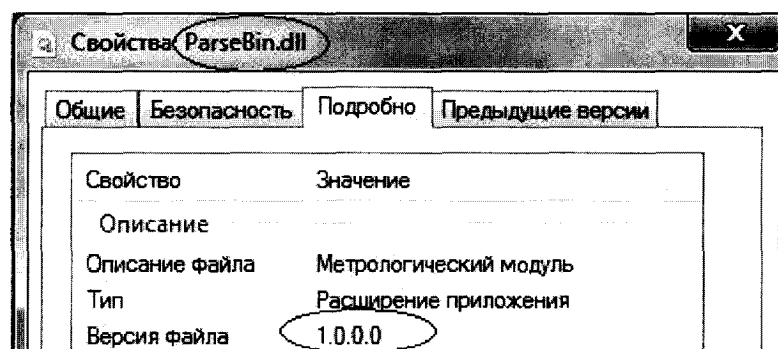 Свойства: ParseBin.dll
X
Общие Безопасность Подробно Предыдущие версии
Свойство Значение
Описание
Описание файла Метрологический модуль
Тип Расширение приложения
Версия файла 1.0.0.0